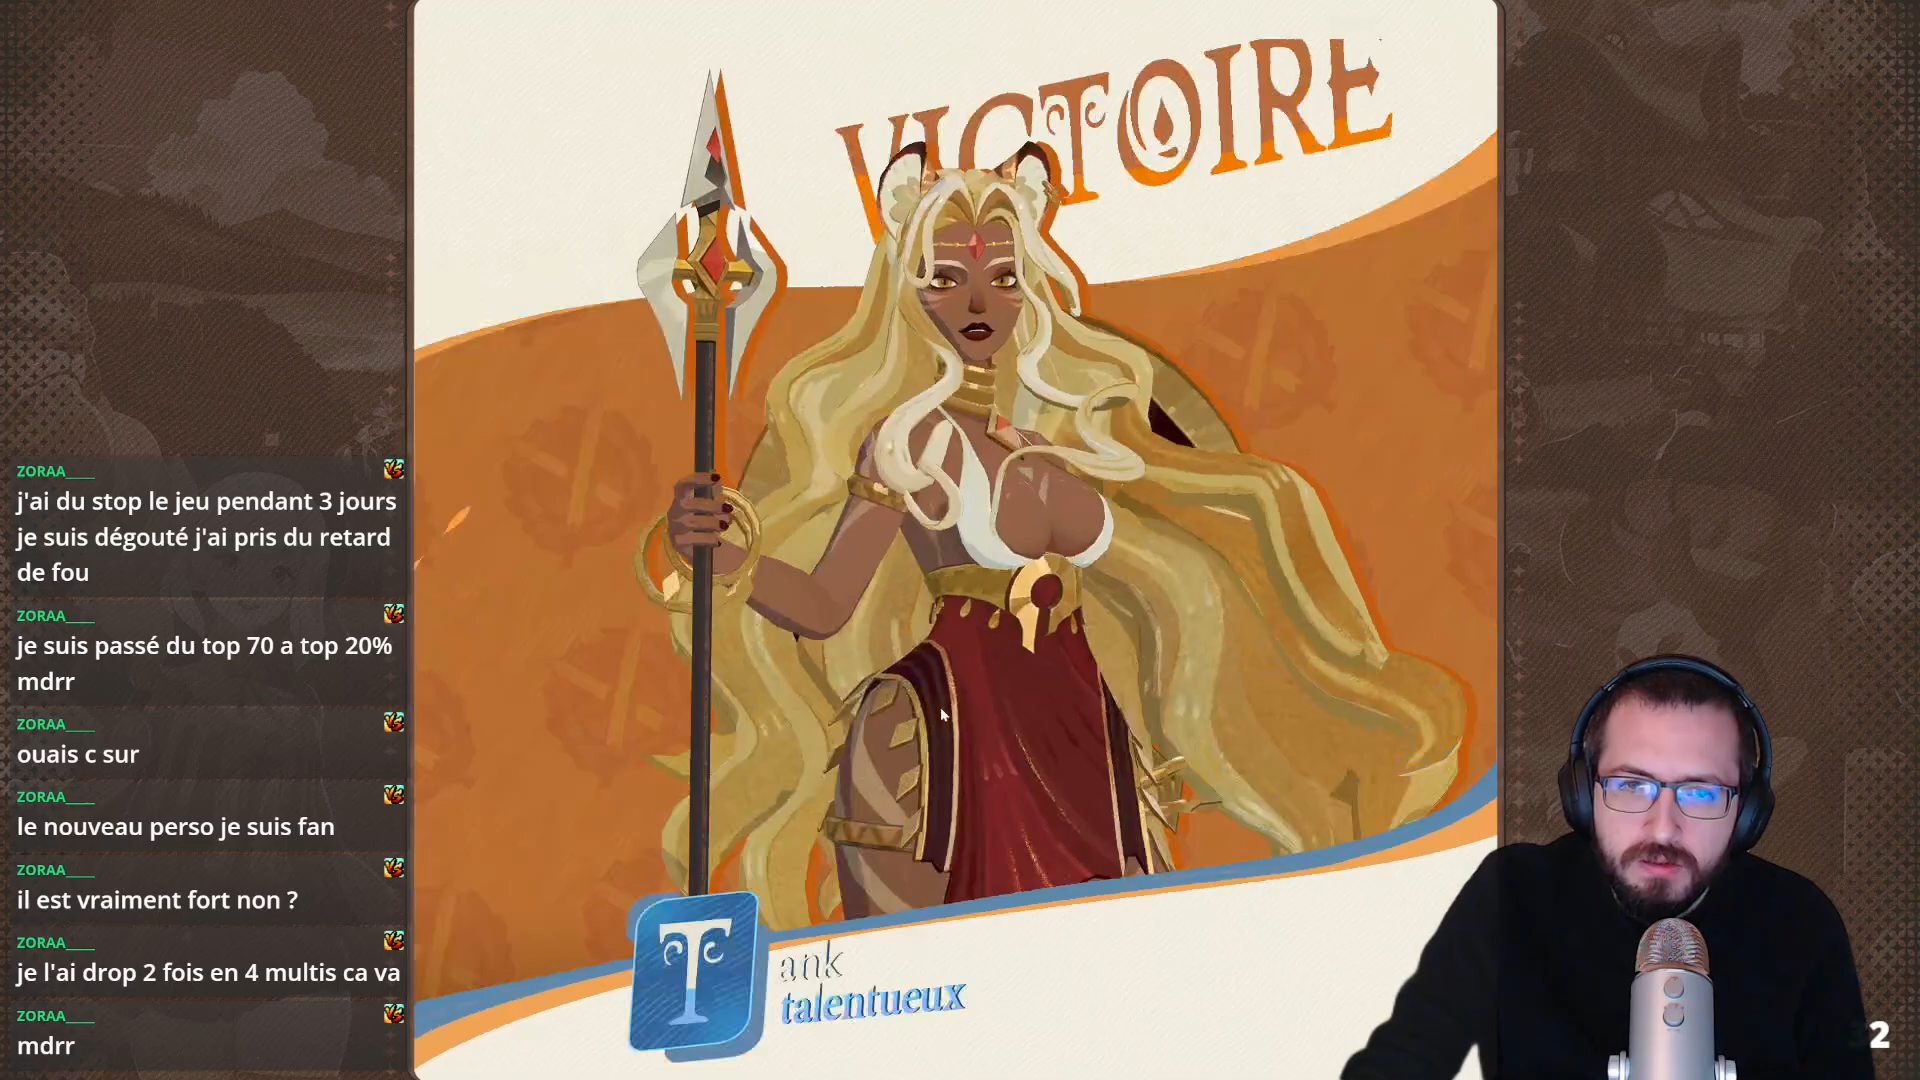 VICTOIRE
ZORAA____
j'ai du stop le jeu pendant 3 jours
je suis dégouté j'ai pris du retard
de fou
ZORAA____
je suis passé du top 70 a top 20%
mdrr
ZORAA____
ouais c sur
ZORAA____
le nouveau perso je suis fan
ZORAA____
il est vraiment fort non ?
ZORAA____
je l'ai drop 2 fois en 4 multis ca va
ZORAA____
mdrr
Tank
talentueux
2